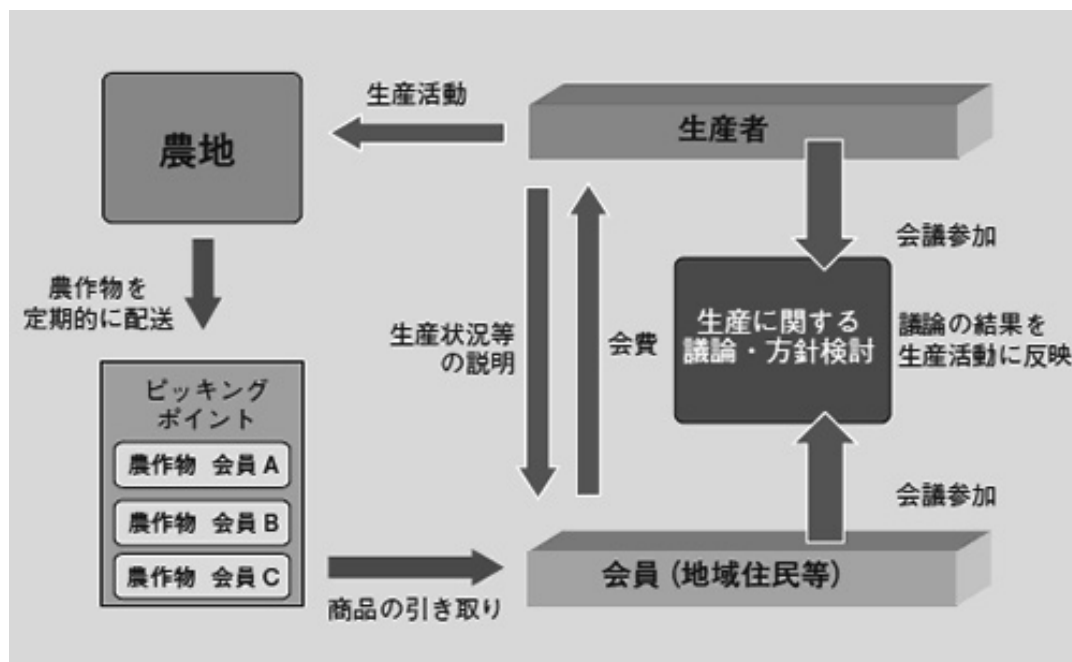 生産活動
農地
生産者
会議参加
農作物を
定期的に配送
生産状況等
の説明
会費
生産に関する
議論・方針検討
議論の結果を
生産活動に反映
ピッキング
ポイント
農作物 会員 A
農作物 会員 B
農作物 会員 C
会議参加
商品の引き取り
会員 (地域住民等)